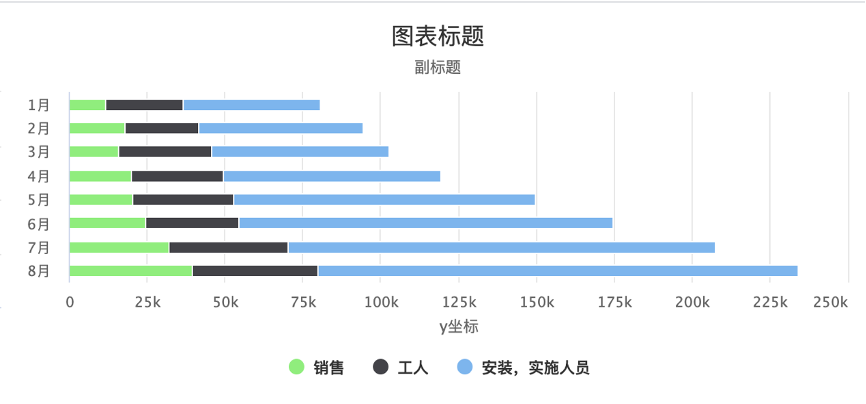 图表标题
副标题
1月
2月
3月
4月
5月
6月
7月
8月
0 25k 50k 75k 100k 125k 150k 175k 200k 225k 250k
y坐标
销售 工人 安装，实施人员